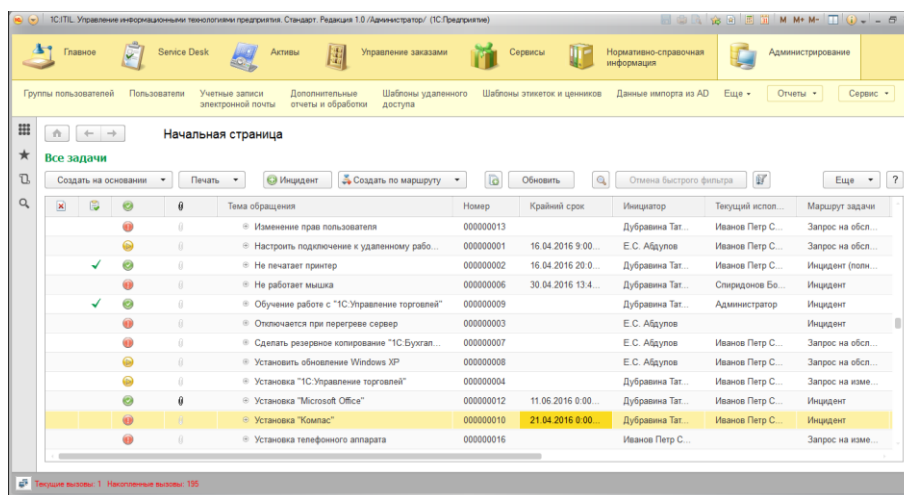 1С:ITIL. Управление информационными технологиями предприятия. Стандарт. Редакция 1.0 /Администратор/ (1С:Предприятие)
M M+ M-
Главное Service Desk Активы Управление заказами Сервисы Нормативно-справочная информация Администрирование
Группы пользователей Пользователи Учетные записи электронной почты Дополнительные отчеты и обработки Шаблоны удаленного доступа Шаблоны этикеток и ценников Данные импорта из AD Еще Отчеты Сервис
Начальная страница
Все задачи
Создать на основании Печать Инцидент Создать по маршруту Обновить Отмена быстрого фильтра Еще ?
Тема обращения Номер Крайний срок Инициатор Текущий испол... Маршрут задачи
Изменение прав пользователя 000000013 Дубравина Тат... Иванов Петр С... Запрос на обсл...
Настроить подключение к удаленному рабо... 000000001 16.04.2016 9:00... Е.С. Абдулов Иванов Петр С... Запрос на обсл...
Не печатает принтер 000000002 16.04.2016 20:0... Дубравина Тат... Иванов Петр С... Инцидент (полн...
Не работает мышка 000000006 30.04.2016 13:4... Дубравина Тат... Спиридонов Бо... Инцидент
Обучение работе с "1С:Управление торговлей" 000000009 Дубравина Тат... Администратор Инцидент
Отключается при перегреве сервер 000000003 Е.С. Абдулов Инцидент
Сделать резервное копирование "1С:Бухгал... 000000007 Е.С. Абдулов Иванов Петр С... Запрос на обсл...
Установить обновление Windows XP 000000008 Е.С. Абдулов Иванов Петр С... Запрос на обсл...
Установка "1С:Управление торговлей" 000000004 Дубравина Тат... Иванов Петр С... Запрос на изме...
Установка "Microsoft Office" 000000012 11.06.2016 0:00... Дубравина Тат... Иванов Петр С... Инцидент
Установка "Компас" 000000010 21.04.2016 0:00... Дубравина Тат... Иванов Петр С... Инцидент
Установка телефонного аппарата 000000016 Иванов Петр С... Запрос на изме...
Текущие вызовы: 1 Накопленные вызовы: 195